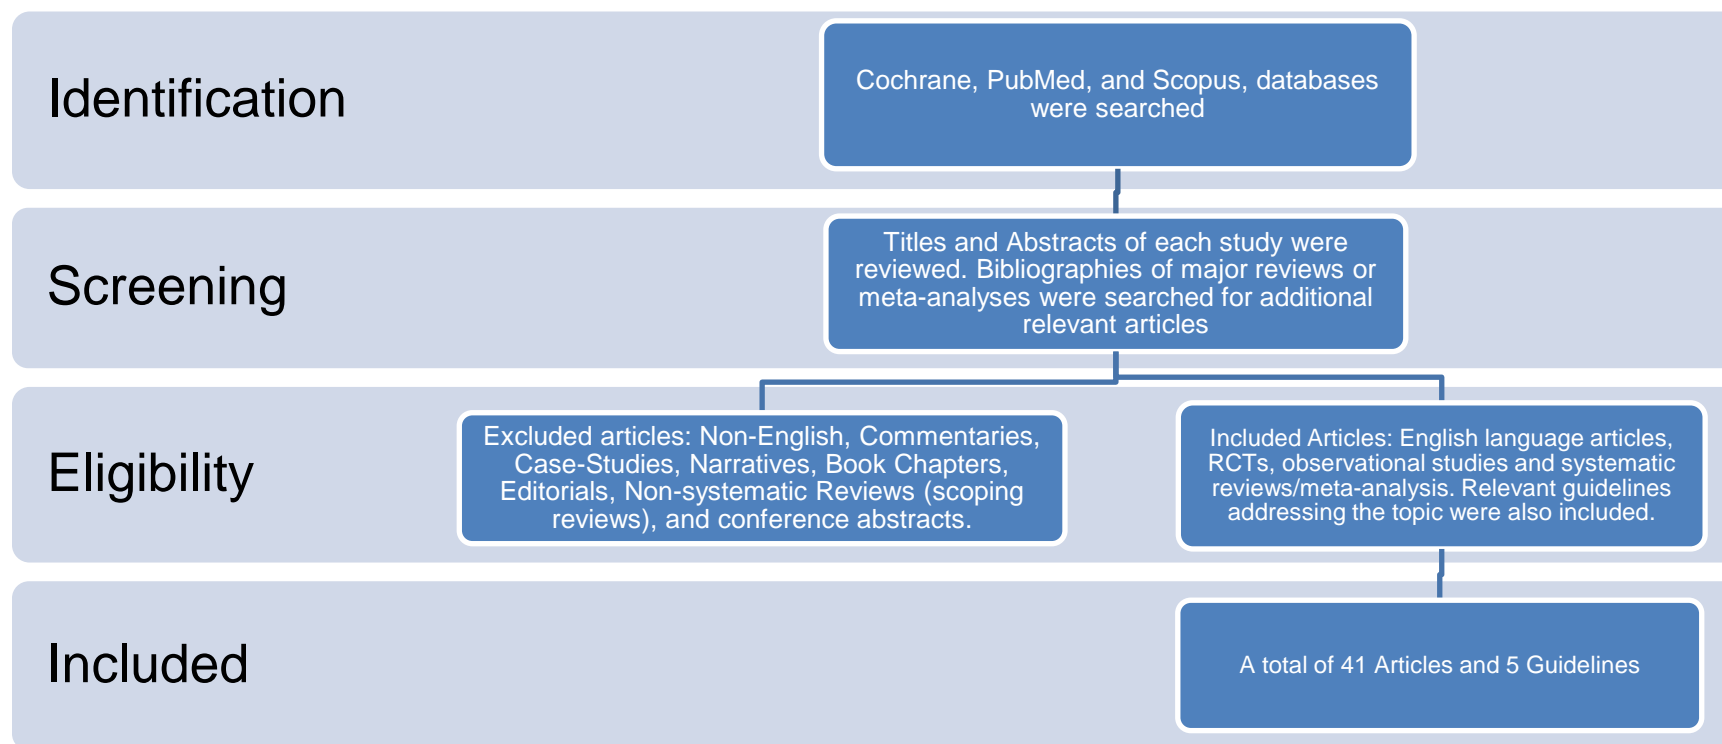 Identification
Cochrane, PubMed, and Scopus, databases
were searched
Screening
Titles and Abstracts of each study were
reviewed. Bibliographies of major reviews or
meta-analyses were searched for additional
relevant articles
Eligibility
Excluded articles: Non-English, Commentaries,
Case-Studies, Narratives, Book Chapters,
Editorials, Non-systematic Reviews (scoping
reviews), and conference abstracts.
Included Articles: English language articles,
RCTs, observational studies and systematic
reviews/meta-analysis. Relevant guidelines
addressing the topic were also included.
Included
A total of 41 Articles and 5 Guidelines